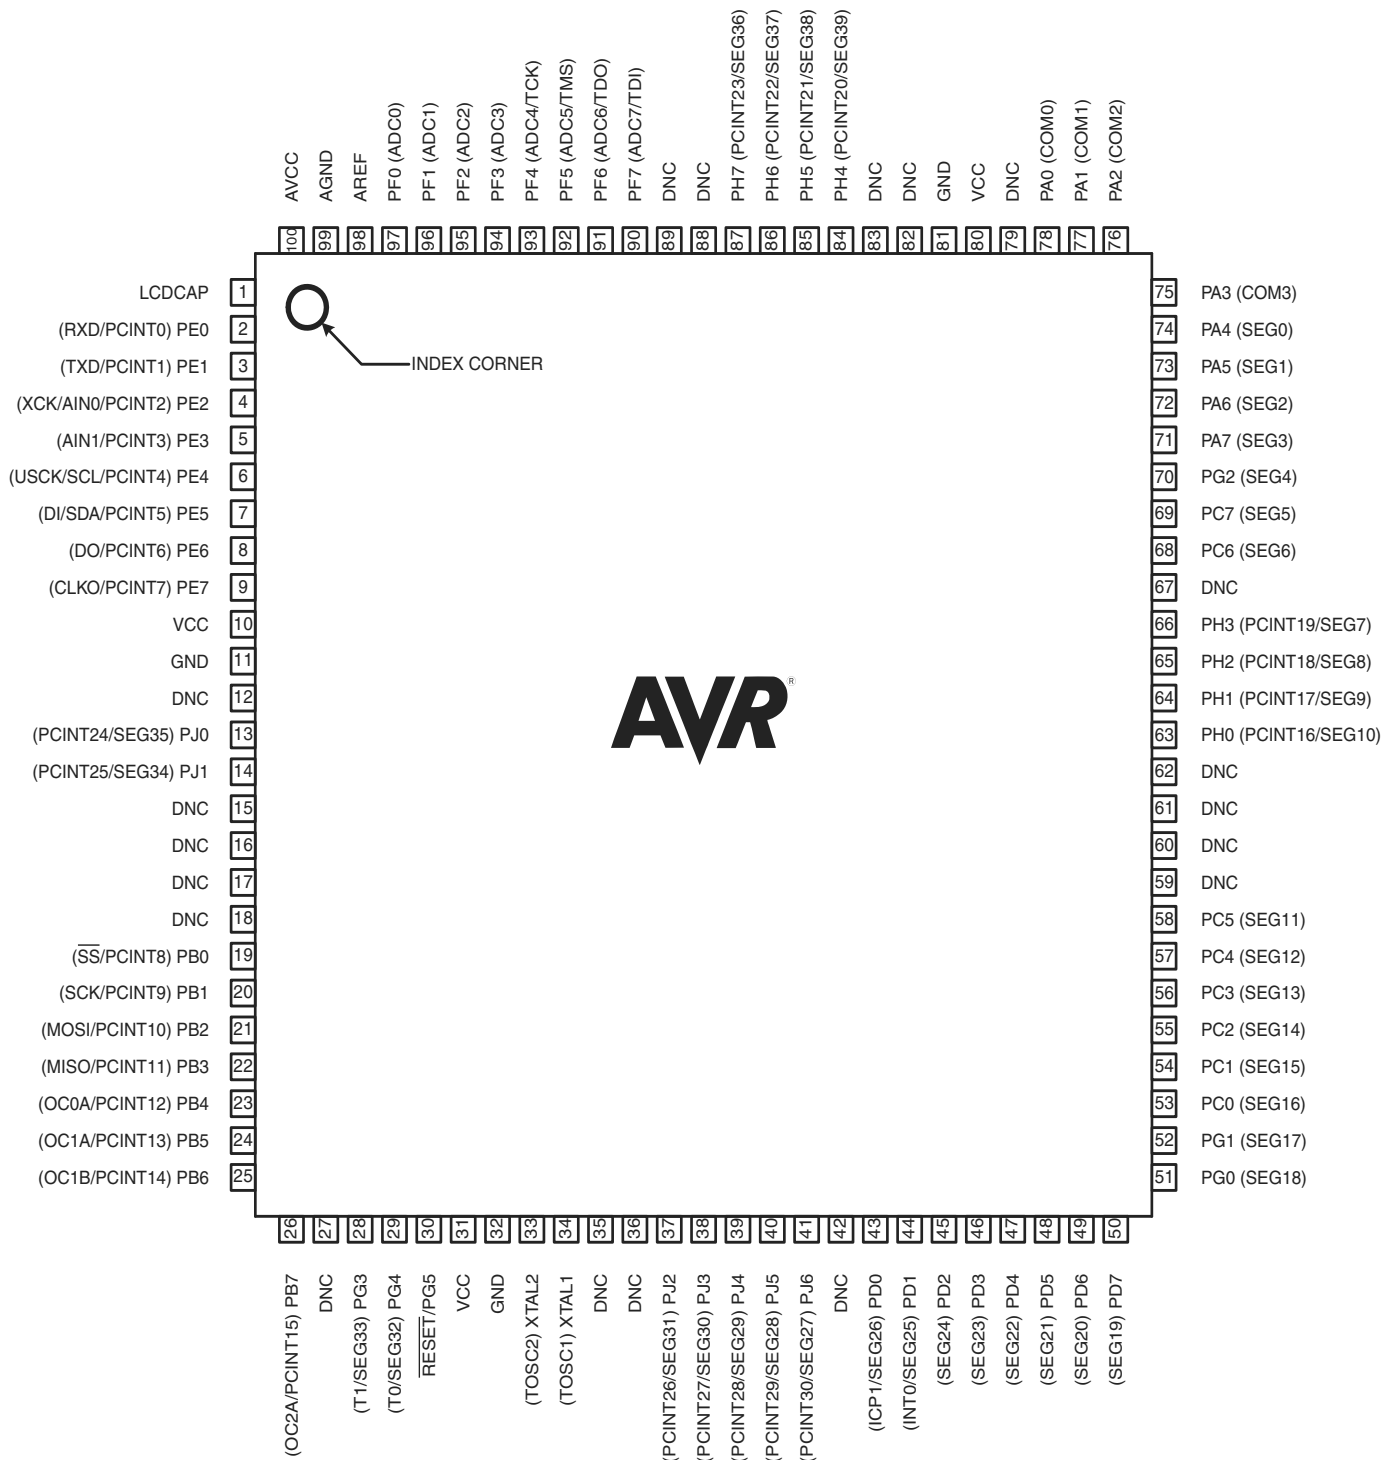 AVCC
AGND
AREF
PF0 (ADC0)
PF1 (ADC1)
PF2 (ADC2)
PF3 (ADC3)
PF4 (ADC4/TCK)
PF5 (ADC5/TMS)
PF6 (ADC6/TDO)
PF7 (ADC7/TDI)
DNC
DNC
PH7 (PCINT23/SEG36)
PH6 (PCINT22/SEG37)
PH5 (PCINT21/SEG38)
PH4 (PCINT20/SEG39)
DNC
DNC
GND
VCC
DNC
PA0 (COM0)
PA1 (COM1)
PA2 (COM2)
100 99 98 97 96 95 94 93 92 91 90 89 88 87 86 85 84 83 82 81 80 79 78 77 76
LCDCAP 1
(RXD/PCINT0) PE0 2
(TXD/PCINT1) PE1 3
(XCK/AIN0/PCINT2) PE2 4
(AIN1/PCINT3) PE3 5
(USCK/SCL/PCINT4) PE4 6
(DI/SDA/PCINT5) PE5 7
(DO/PCINT6) PE6 8
(CLKO/PCINT7) PE7 9
VCC 10
GND 11
DNC 12
(PCINT24/SEG35) PJ0 13
(PCINT25/SEG34) PJ1 14
DNC 15
DNC 16
DNC 17
DNC 18
(S̅S̅/PCINT8) PB0 19
(SCK/PCINT9) PB1 20
(MOSI/PCINT10) PB2 21
(MISO/PCINT11) PB3 22
(OC0A/PCINT12) PB4 23
(OC1A/PCINT13) PB5 24
(OC1B/PCINT14) PB6 25
INDEX CORNER
AVR®
75 PA3 (COM3)
74 PA4 (SEG0)
73 PA5 (SEG1)
72 PA6 (SEG2)
71 PA7 (SEG3)
70 PG2 (SEG4)
69 PC7 (SEG5)
68 PC6 (SEG6)
67 DNC
66 PH3 (PCINT19/SEG7)
65 PH2 (PCINT18/SEG8)
64 PH1 (PCINT17/SEG9)
63 PH0 (PCINT16/SEG10)
62 DNC
61 DNC
60 DNC
59 DNC
58 PC5 (SEG11)
57 PC4 (SEG12)
56 PC3 (SEG13)
55 PC2 (SEG14)
54 PC1 (SEG15)
53 PC0 (SEG16)
52 PG1 (SEG17)
51 PG0 (SEG18)
26 27 28 29 30 31 32 33 34 35 36 37 38 39 40 41 42 43 44 45 46 47 48 49 50
(OC2A/PCINT15) PB7
DNC
(T1/SEG33) PG3
(T0/SEG32) PG4
R̅E̅S̅E̅T̅/PG5
VCC
GND
(TOSC2) XTAL2
(TOSC1) XTAL1
DNC
DNC
(PCINT26/SEG31) PJ2
(PCINT27/SEG30) PJ3
(PCINT28/SEG29) PJ4
(PCINT29/SEG28) PJ5
(PCINT30/SEG27) PJ6
DNC
(ICP1/SEG26) PD0
(INT0/SEG25) PD1
(SEG24) PD2
(SEG23) PD3
(SEG22) PD4
(SEG21) PD5
(SEG20) PD6
(SEG19) PD7